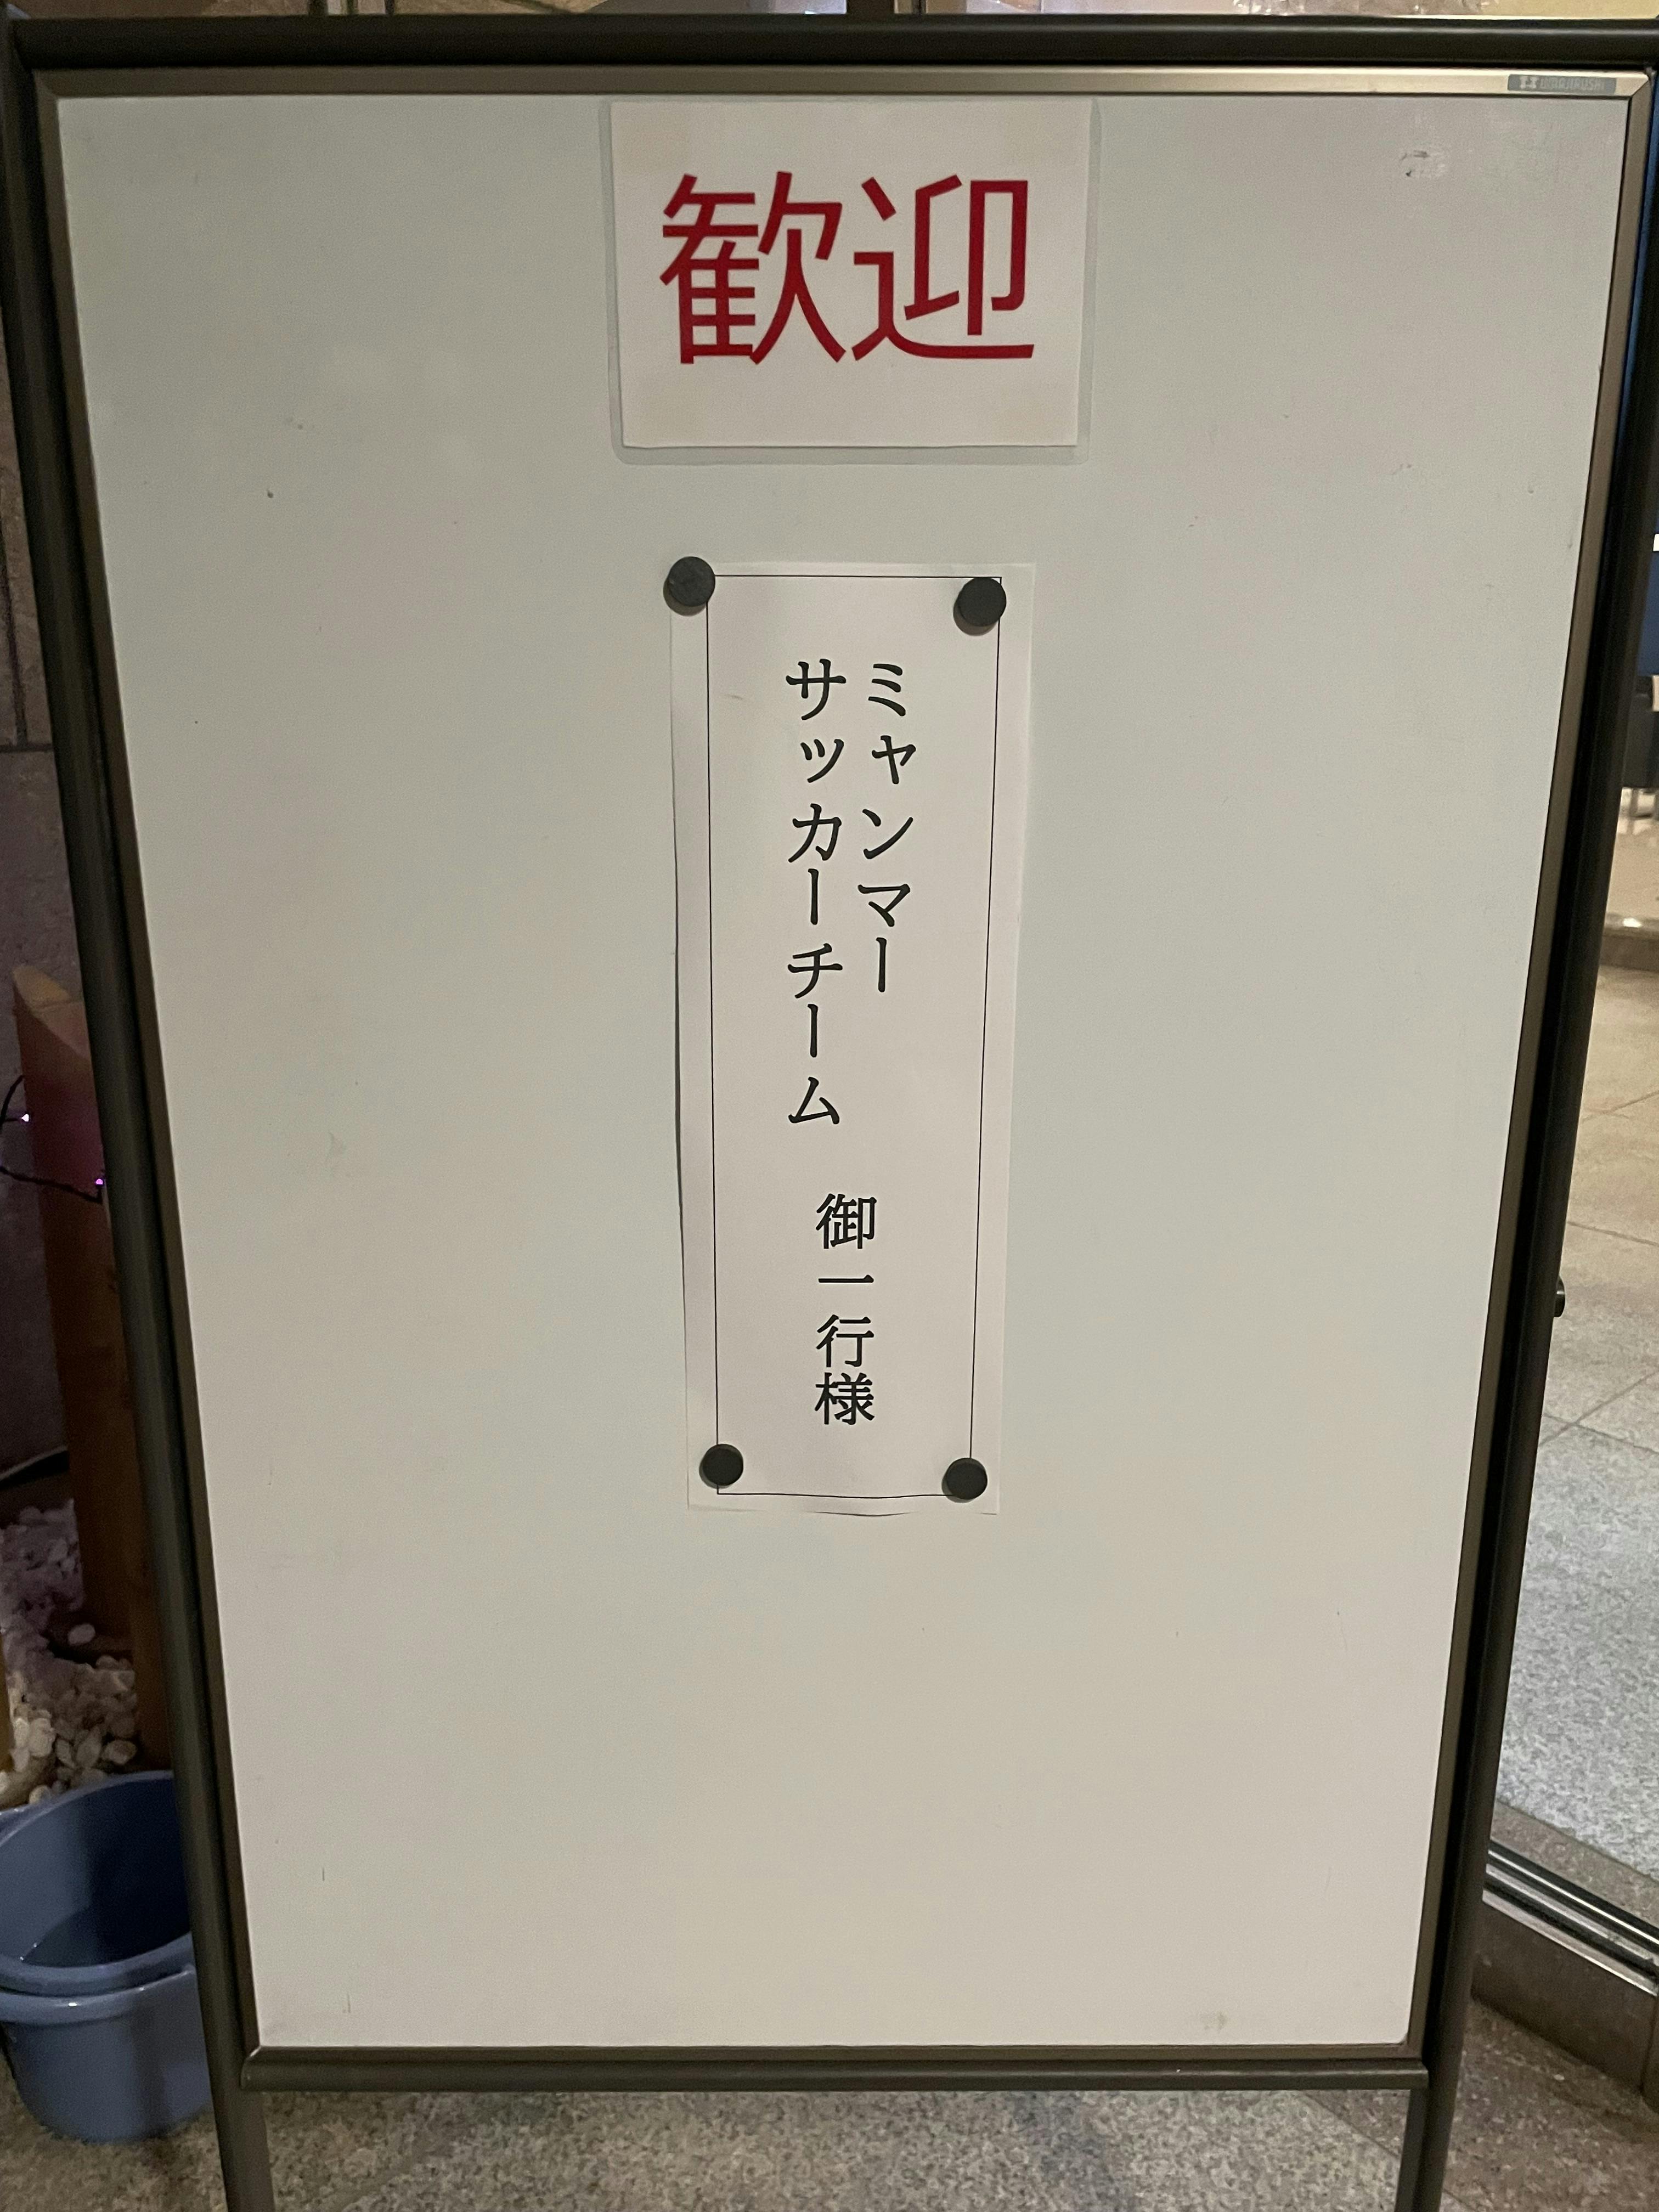 歓迎
ミャンマー
サッカーチーム
御一行様